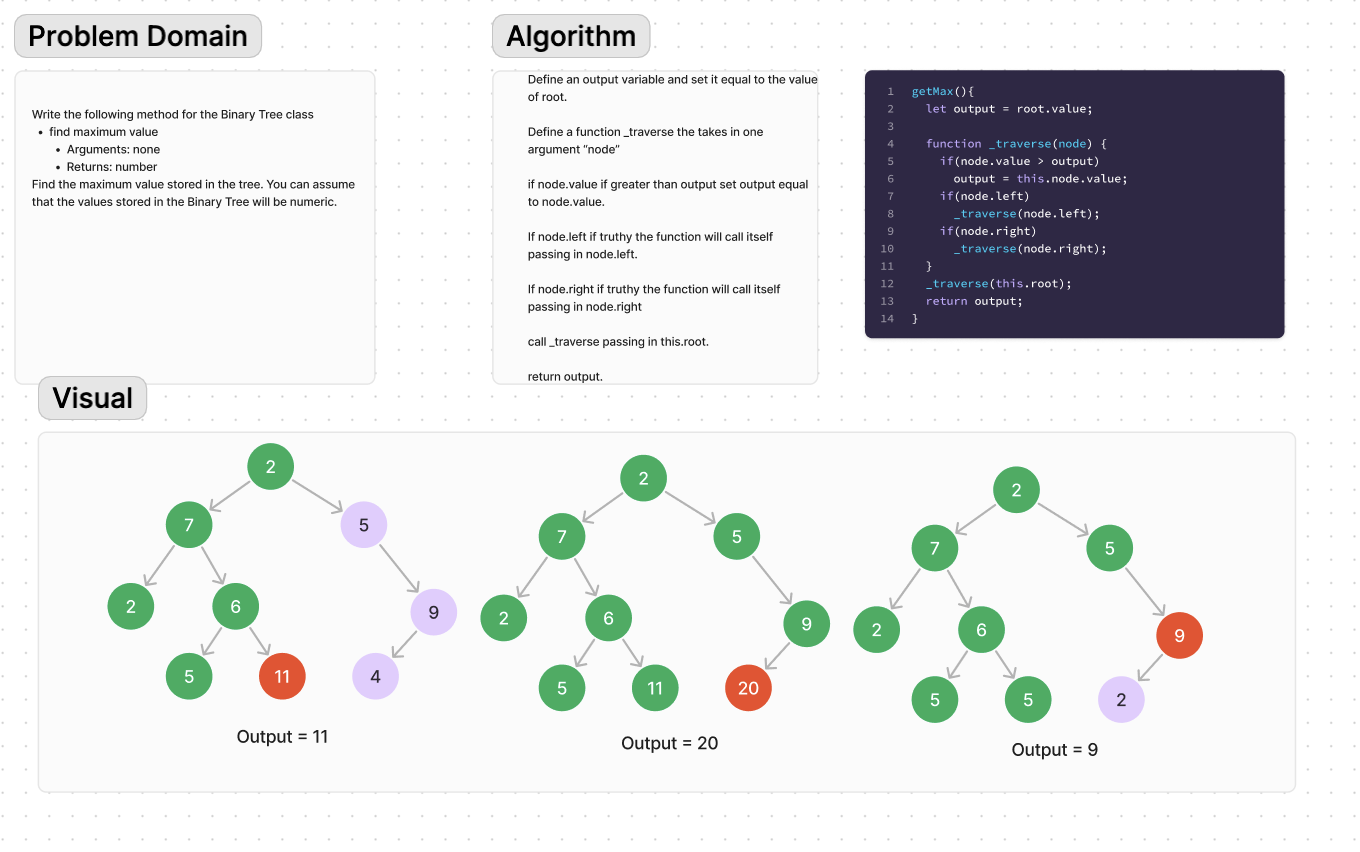 Problem Domain
Write the following method for the Binary Tree class
• find maximum value
• Arguments: none
• Returns: number
Find the maximum value stored in the tree. You can assume
that the values stored in the Binary Tree will be numeric.
Algorithm
Define an output variable and set it equal to the value
of root.
Define a function _traverse the takes in one
argument “node”
if node.value if greater than output set output equal
to node.value.
If node.left if truthy the function will call itself
passing in node.left.
If node.right if truthy the function will call itself
passing in node.right
call _traverse passing in this.root.
return output.
1 getMax(){
2 let output = root.value;
3
4 function _traverse(node) {
5 if(node.value > output)
6 output = this.node.value;
7 if(node.left)
8 _traverse(node.left);
9 if(node.right)
10 _traverse(node.right);
11 }
12 _traverse(this.root);
13 return output;
14 }
Visual
2
7 5
2 6 9
5 11 4
Output = 11
2
7 5
2 6 9
5 11 20
Output = 20
2
7 5
2 6 9
5 5 2
Output = 9